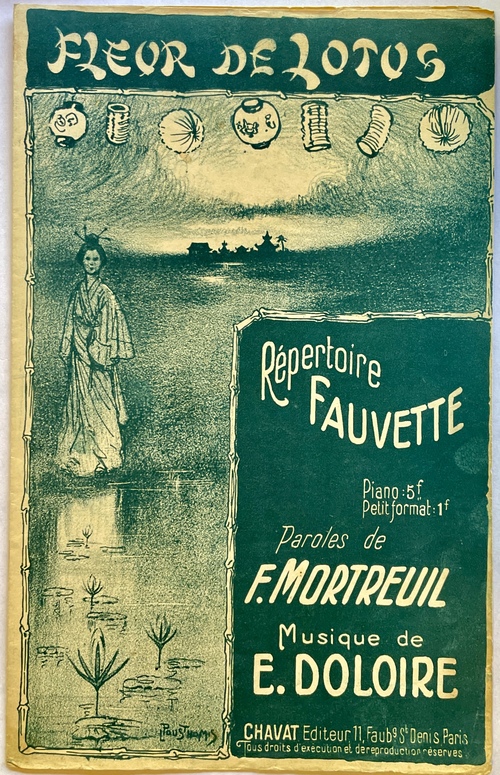 FLEUR DE LOTUS
Répertoire
FAUVETTE
Piano : 5f
Petit format : 1f
Paroles de
F. MORTREUIL
Musique de
E. DOLOIRE
CHAVAT Editeur 11, Faubg St Denis Paris
Tous droits d'exécution et de reproduction réservés